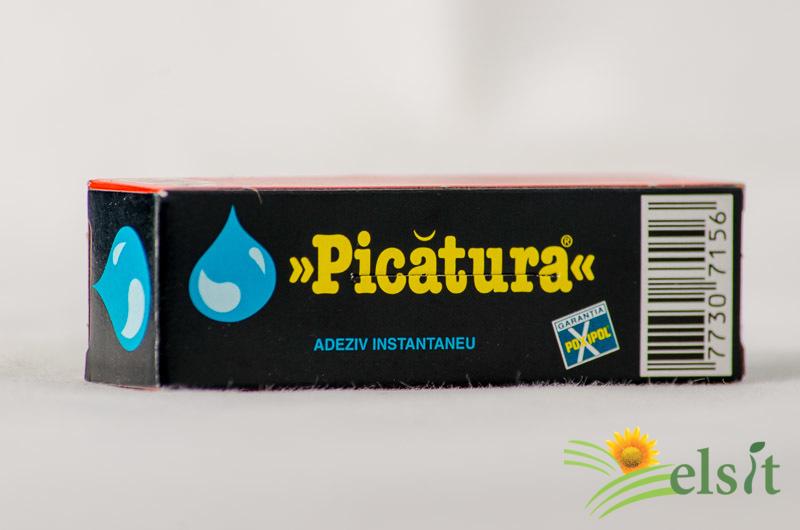 »Picătura®«
ADEZIV INSTANTANEU
GARANTIA
POXIPOL
7730 7156
elsit